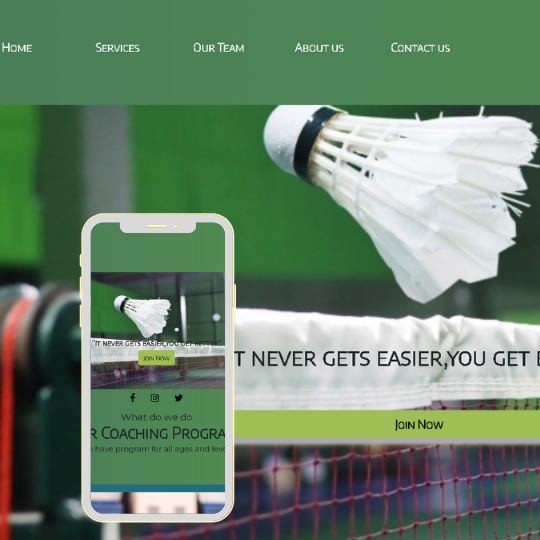 Home Services Our Team About us Contact us
T NEVER GETS EASIER,YOU GET
Join Now
"IT NEVER GETS EASIER,YOU GET BETTER"
Join Now
What do we do
R Coaching Progra
have program for all ages and leve